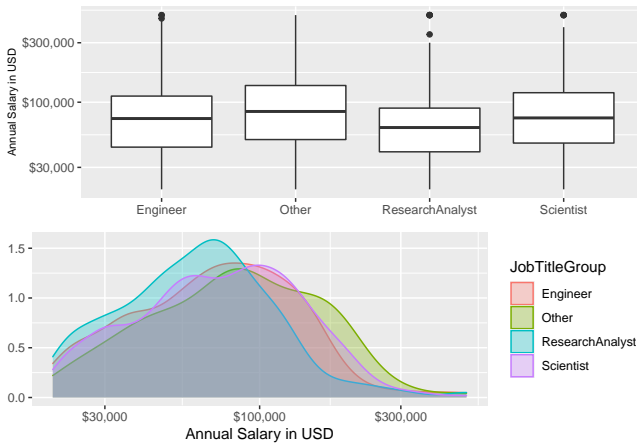 Annual Salary in USD
$300,000
$100,000
$30,000
Engineer
Other
ResearchAnalyst
Scientist
1.5
1.0
0.5
0.0
$30,000
$100,000
$300,000
Annual Salary in USD
JobTitleGroup
Engineer
Other
ResearchAnalyst
Scientist